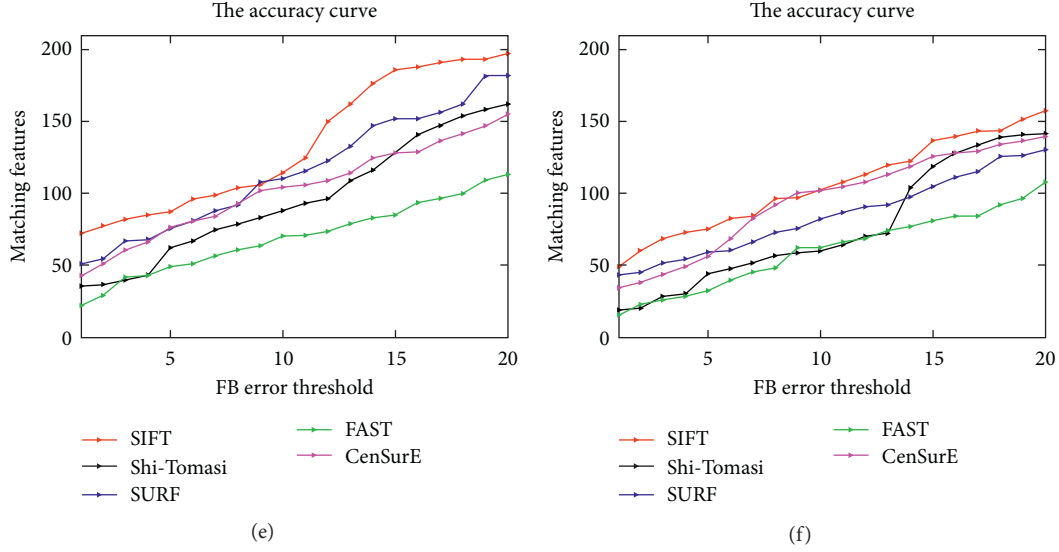 The accuracy curve
200
150
100
50
0
Matching features
5
10
15
20
FB error threshold
SIFT
Shi-Tomasi
SURF
FAST
CenSurE
(e)
The accuracy curve
200
150
100
50
0
Matching features
5
10
15
20
FB error threshold
SIFT
Shi-Tomasi
SURF
FAST
CenSurE
(f)